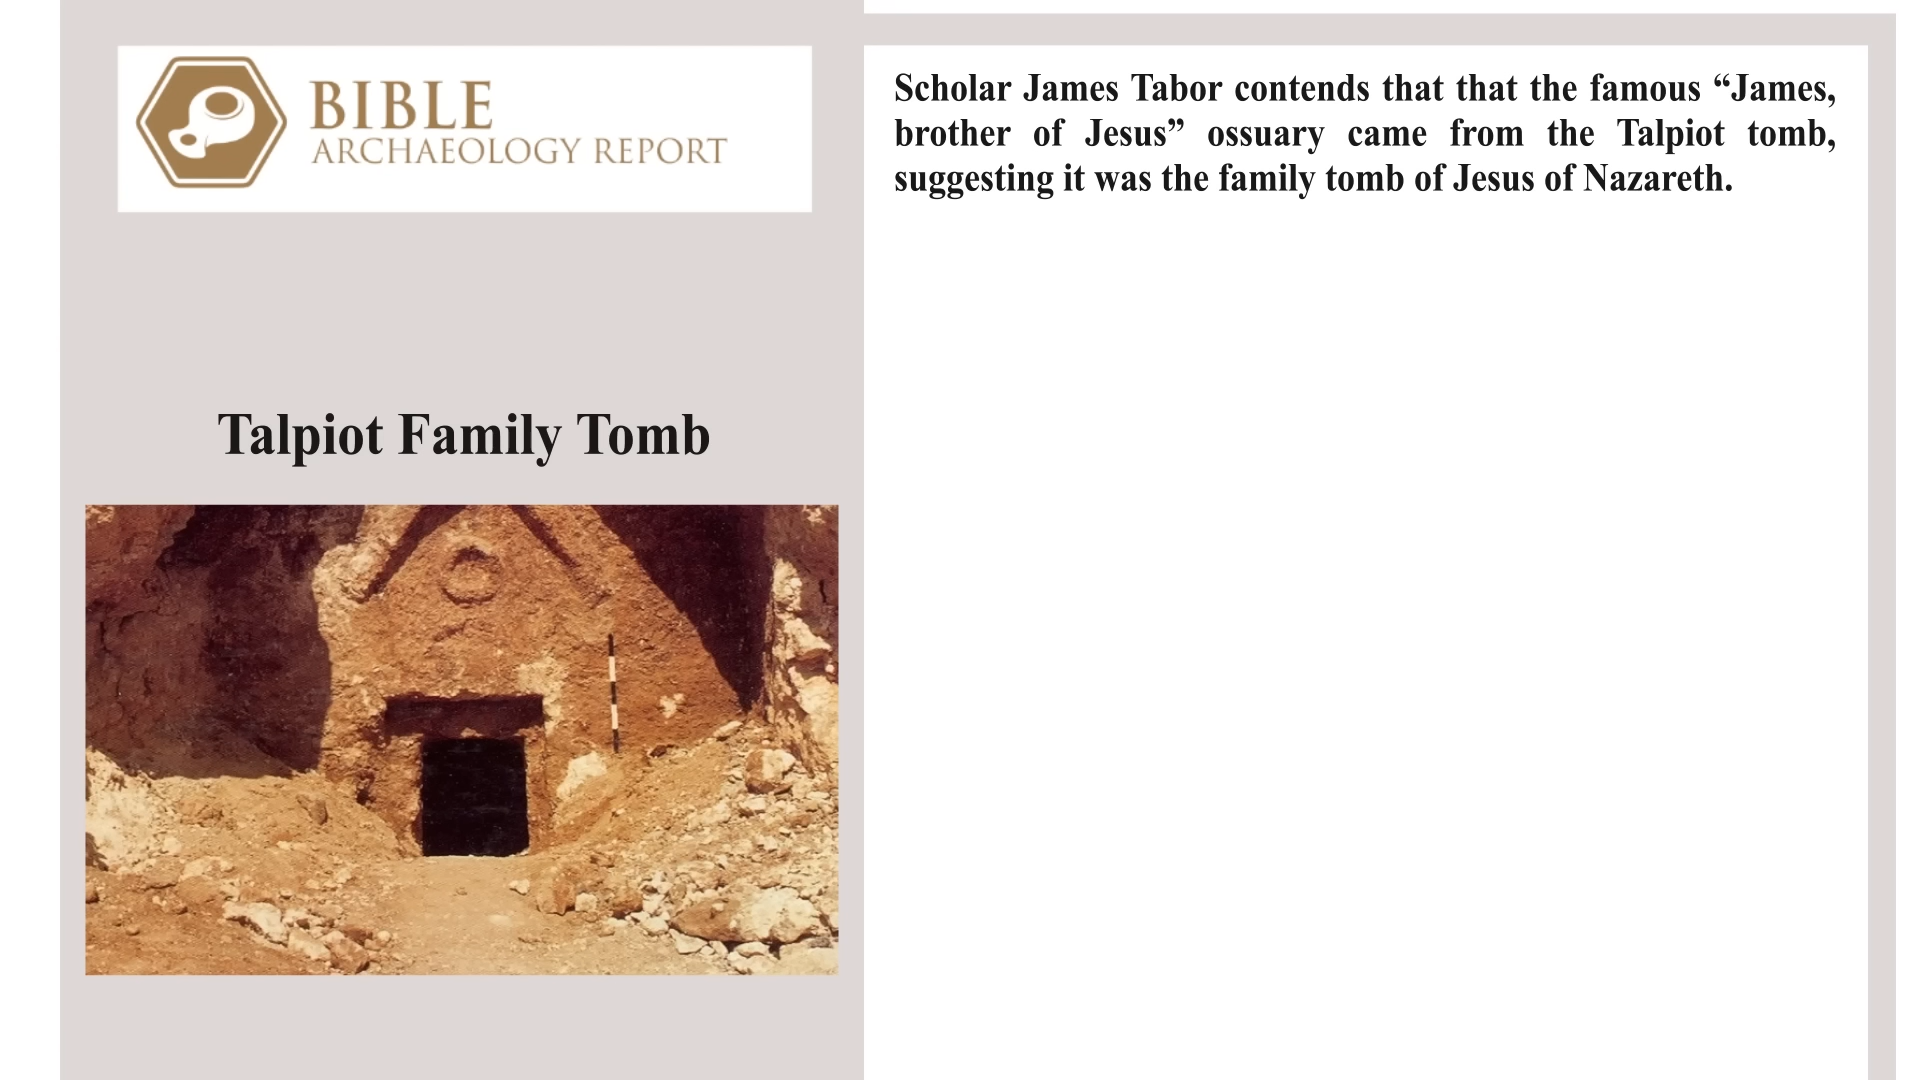 BIBLE
ARCHAEOLOGY REPORT
Talpiot Family Tomb
Scholar James Tabor contends that that the famous “James,
brother of Jesus” ossuary came from the Talpiot tomb,
suggesting it was the family tomb of Jesus of Nazareth.